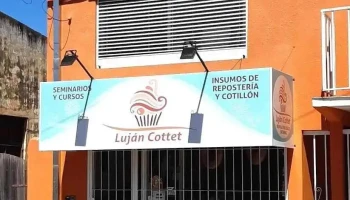 SEMINARIOS
Y CURSOS
Luján Cottet
INSUMOS DE
REPOSTERÍA
Y COTILLÓN